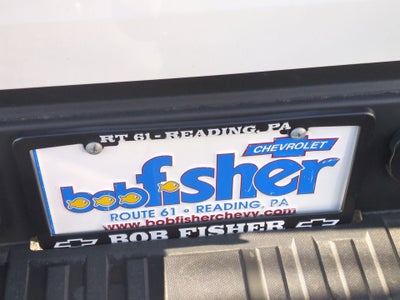 RT 61 - READING, PA
CHEVROLET
bobfisher
ROUTE 61 • READING, PA
www.bobfisherchevy.com
BOB FISHER